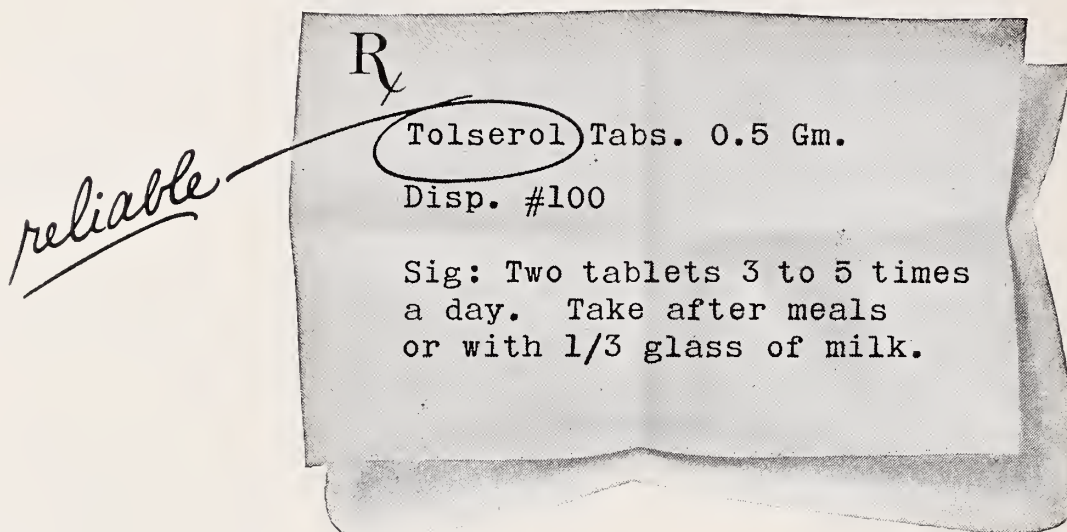 ℞
reliable
Tolserol Tabs. 0.5 Gm.
Disp. #100
Sig: Two tablets 3 to 5 times
a day. Take after meals
or with 1/3 glass of milk.